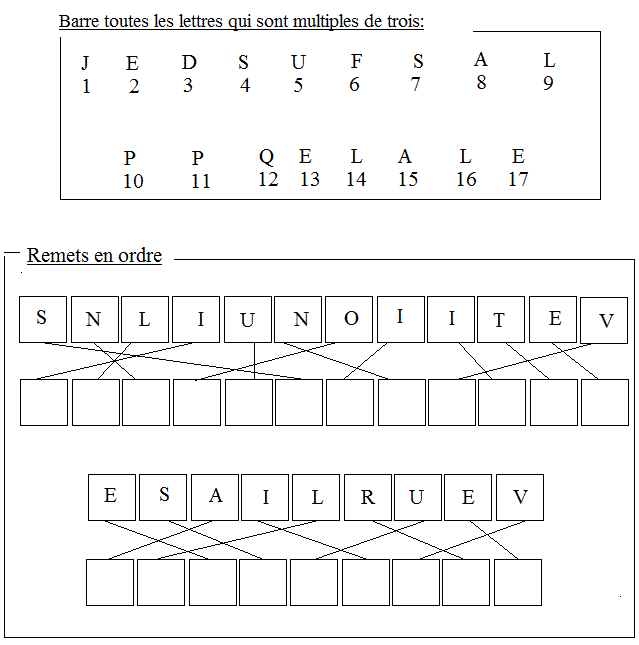 Barre toutes les lettres qui sont multiples de trois:
J E D S U F S A L
1 2 3 4 5 6 7 8 9
P P Q E L A L E
10 11 12 13 14 15 16 17
Remets en ordre
S N L I U N O I I T E V
E S A I L R U E V